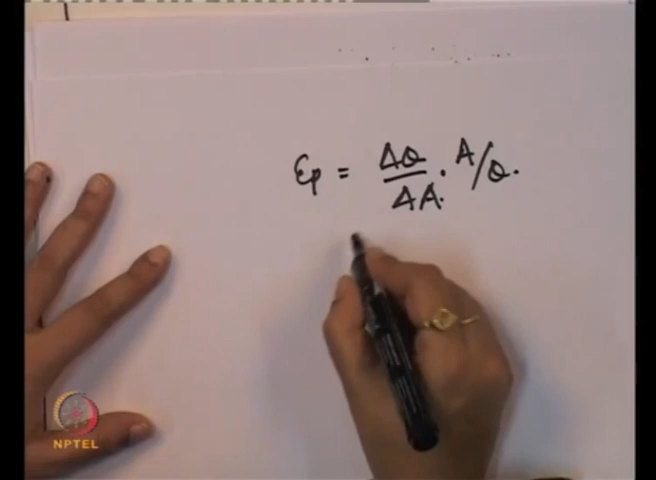 Ep = ΔQ/ΔA · A/Q.
NPTEL